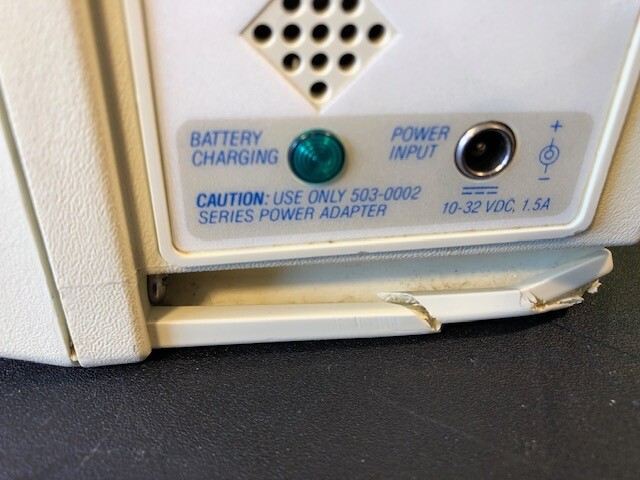 BATTERY
CHARGING
POWER
INPUT
+
−
CAUTION: USE ONLY 503-0002
SERIES POWER ADAPTER
10-32 VDC, 1.5A